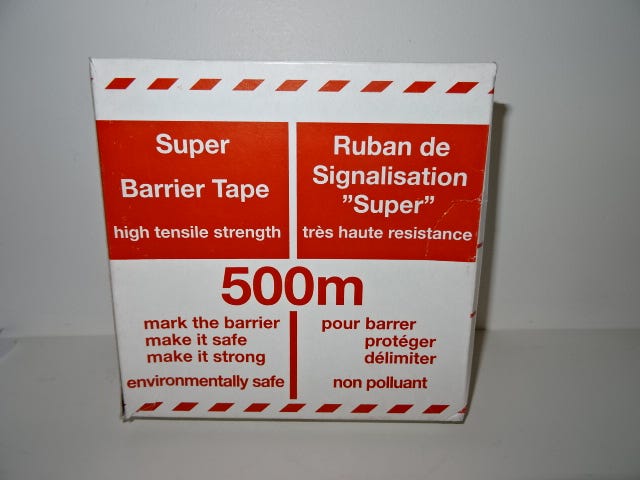 Super
Barrier Tape
high tensile strength
Ruban de
Signalisation
”Super”
très haute resistance
500m
mark the barrier
make it safe
make it strong
environmentally safe
pour barrer
protéger
délimiter
non polluant